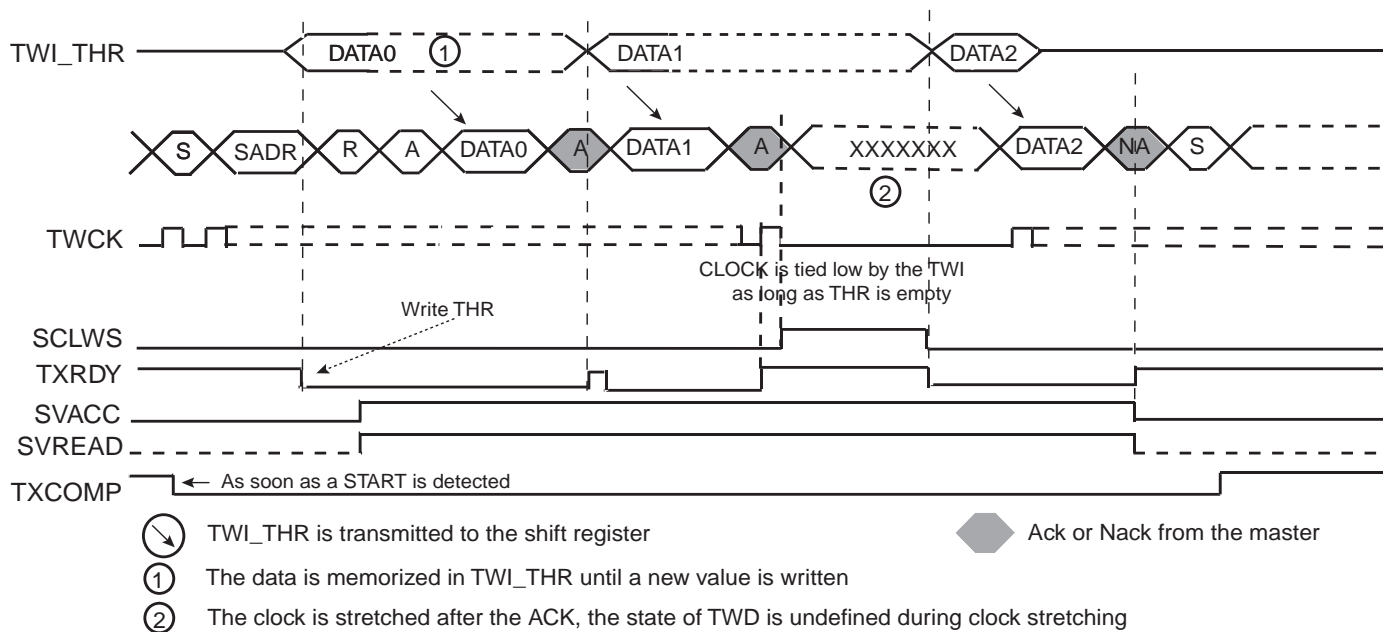 TWI_THR DATA0 1 DATA1 DATA2
S SADR R A DATA0 A DATA1 A XXXXXXX DATA2 NA S
2
TWCK
CLOCK is tied low by the TWI
as long as THR is empty
Write THR
SCLWS
TXRDY
SVACC
SVREAD
TXCOMP As soon as a START is detected
TWI_THR is transmitted to the shift register Ack or Nack from the master
1 The data is memorized in TWI_THR until a new value is written
2 The clock is stretched after the ACK, the state of TWD is undefined during clock stretching